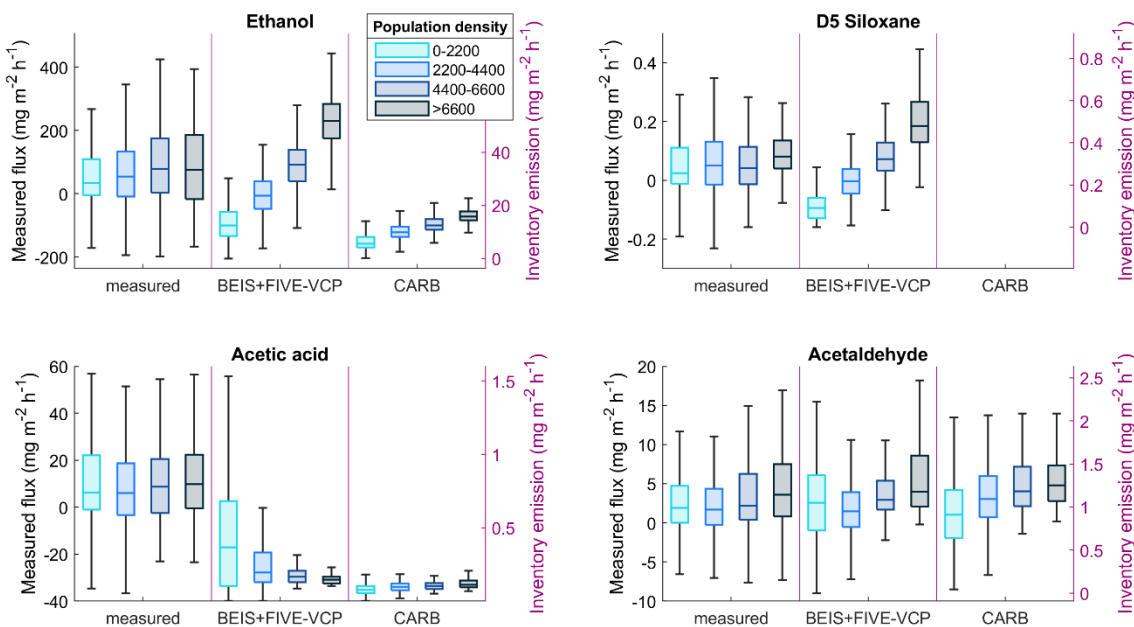 Ethanol
Population density
0-2200
2200-4400
4400-6600
>6600
Measured flux (mg m⁻² h⁻¹)
400
200
0
-200
40
20
0
Inventory emission (mg m⁻² h⁻¹)
measured
BEIS+FIVE-VCP
CARB
D5 Siloxane
Measured flux (mg m⁻² h⁻¹)
0.4
0.2
0
-0.2
0.8
0.6
0.4
0.2
0
Inventory emission (mg m⁻² h⁻¹)
measured
BEIS+FIVE-VCP
CARB
Acetic acid
Measured flux (mg m⁻² h⁻¹)
60
40
20
0
-20
-40
1.5
1
0.5
Inventory emission (mg m⁻² h⁻¹)
measured
BEIS+FIVE-VCP
CARB
Acetaldehyde
Measured flux (mg m⁻² h⁻¹)
20
15
10
5
0
-5
-10
2.5
2
1.5
1
0.5
0
Inventory emission (mg m⁻² h⁻¹)
measured
BEIS+FIVE-VCP
CARB